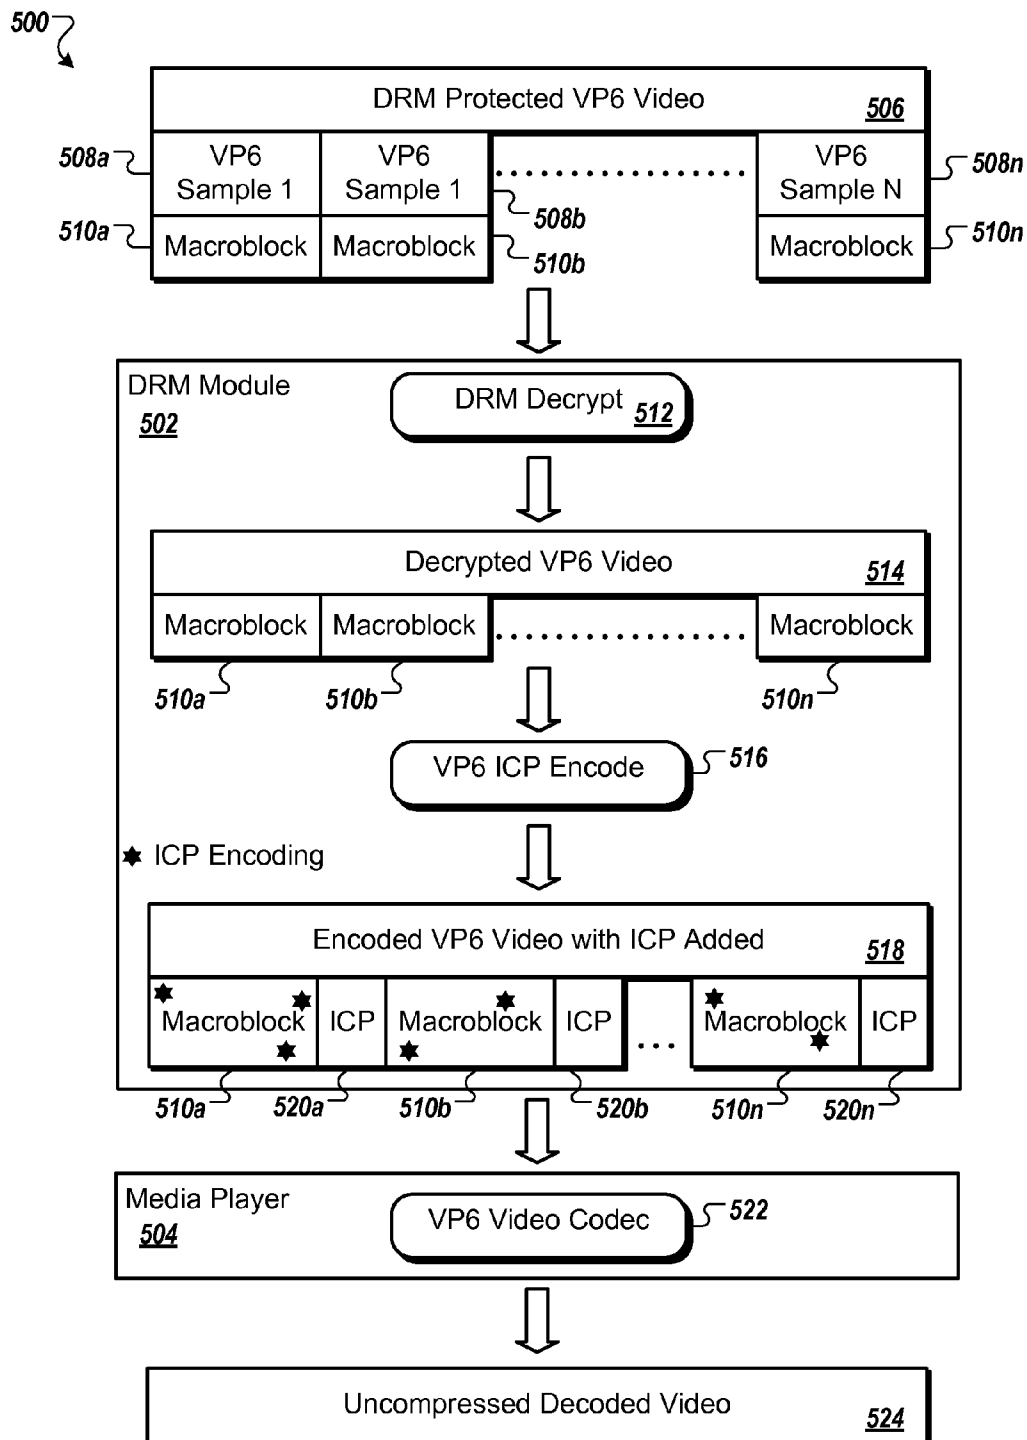 500
DRM Protected VP6 Video
506
508a
VP6
Sample 1
VP6
Sample 1
508b
VP6
Sample N
508n
510a
Macroblock
Macroblock
510b
Macroblock
510n
DRM Module
502
DRM Decrypt
512
Decrypted VP6 Video
514
Macroblock
Macroblock
Macroblock
510a
510b
510n
VP6 ICP Encode
516
ICP Encoding
Encoded VP6 Video with ICP Added
518
Macroblock
ICP
Macroblock
ICP
Macroblock
ICP
510a
520a
510b
520b
510n
520n
Media Player
504
VP6 Video Codec
522
Uncompressed Decoded Video
524